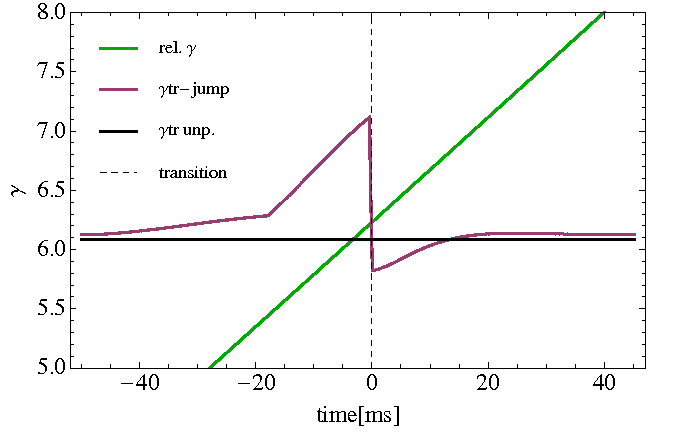 8.0
7.5
7.0
6.5
6.0
5.5
5.0
γ
rel. γ
γtr-jump
γtr unp.
transition
−40 −20 0 20 40
time[ms]